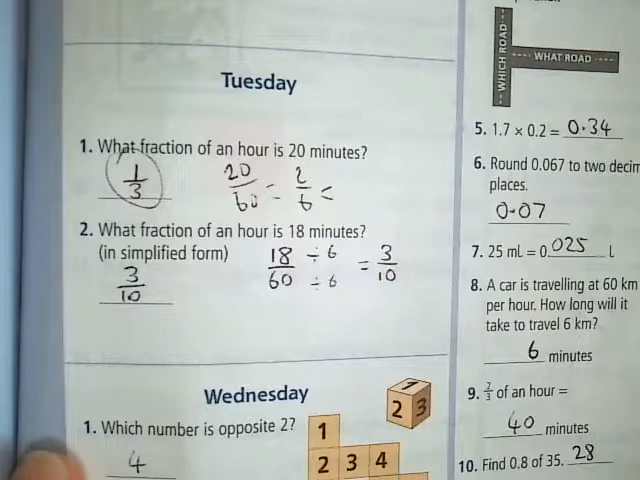 Tuesday
1. What fraction of an hour is 20 minutes?
1/3 20/60 = 2/6 =
2. What fraction of an hour is 18 minutes?
(in simplified form)
3/10 18/60 ÷ 6 ÷ 6 = 3/10
Wednesday
1. Which number is opposite 2?
4
1
2 3
1
2 3 4
WHICH ROAD
WHAT ROAD
5. 1.7 × 0.2 = 0.34
6. Round 0.067 to two decim
places.
0.07
7. 25 mL = 0.025 L
8. A car is travelling at 60 km
per hour. How long will it
take to travel 6 km?
6 minutes
9. 2/3 of an hour =
40 minutes
10. Find 0.8 of 35. 28